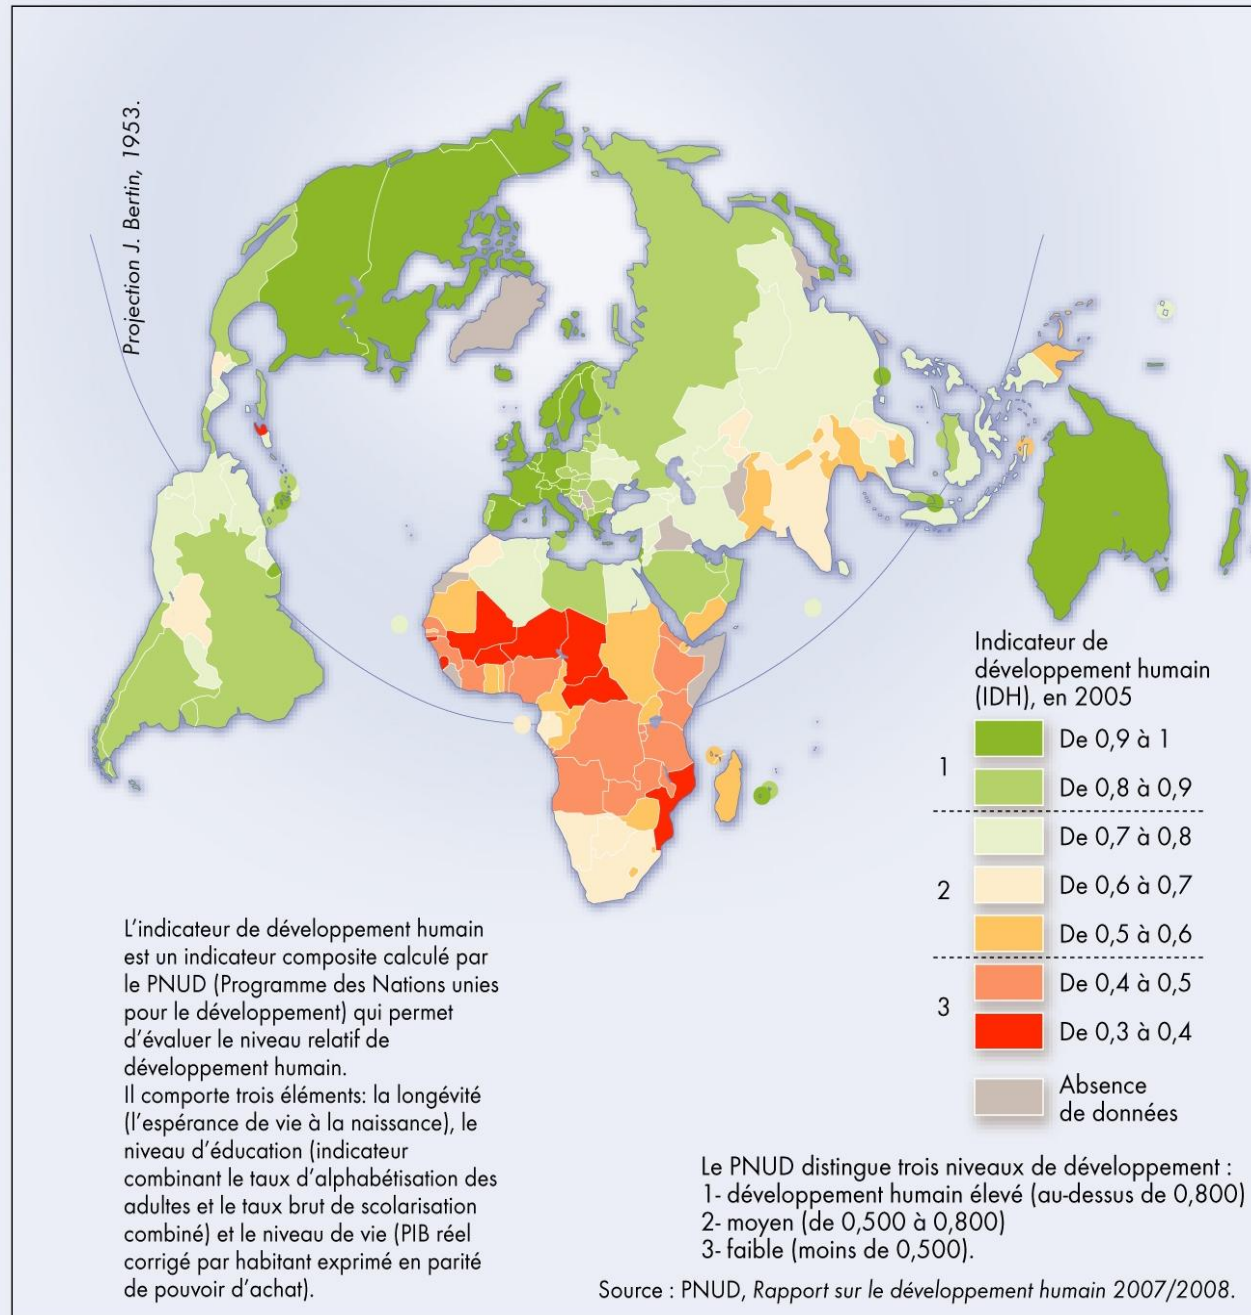 Projection J. Bertin, 1953.
Indicateur de
développement humain
(IDH), en 2005
1
De 0,9 à 1
De 0,8 à 0,9
2
De 0,7 à 0,8
De 0,6 à 0,7
De 0,5 à 0,6
3
De 0,4 à 0,5
De 0,3 à 0,4
Absence
de données
L'indicateur de développement humain
est un indicateur composite calculé par
le PNUD (Programme des Nations unies
pour le développement) qui permet
d'évaluer le niveau relatif de
développement humain.
Il comporte trois éléments: la longévité
(l'espérance de vie à la naissance), le
niveau d'éducation (indicateur
combinant le taux d'alphabétisation des
adultes et le taux brut de scolarisation
combiné) et le niveau de vie (PIB réel
corrigé par habitant exprimé en parité
de pouvoir d'achat).
Le PNUD distingue trois niveaux de développement :
1- développement humain élevé (au-dessus de 0,800)
2- moyen (de 0,500 à 0,800)
3- faible (moins de 0,500).
Source : PNUD, Rapport sur le développement humain 2007/2008.